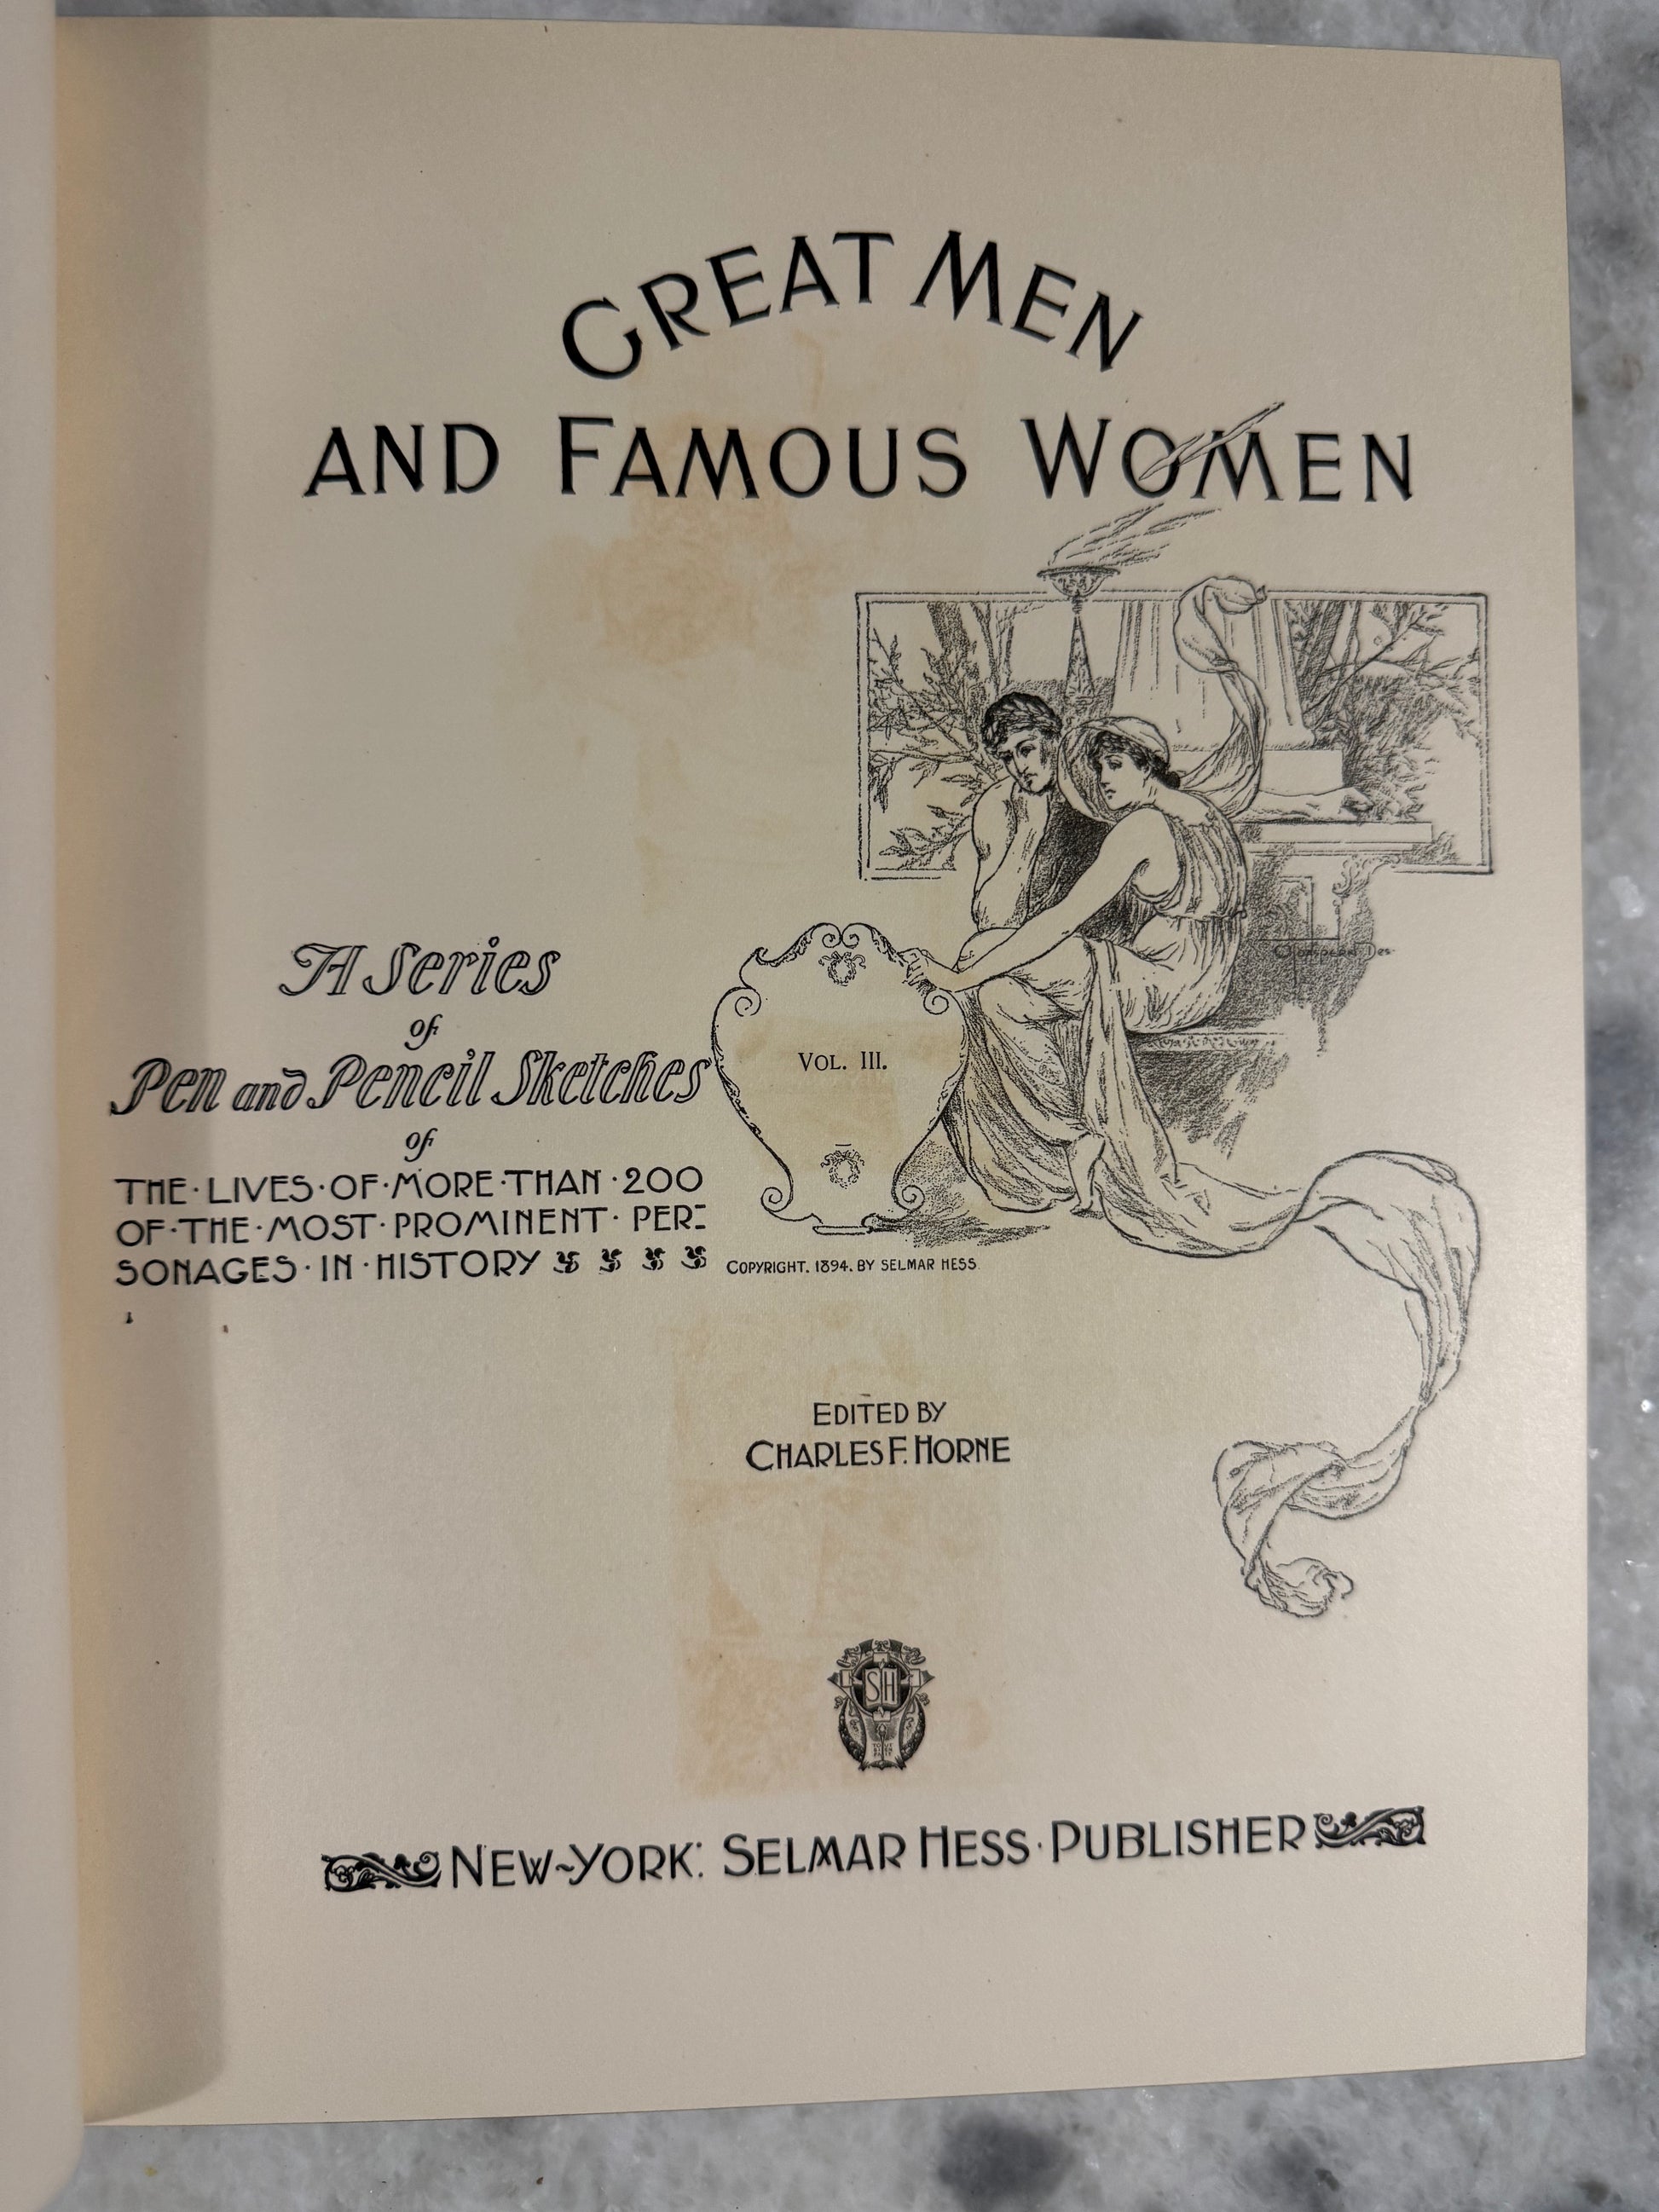 GREAT MEN
AND FAMOUS WOMEN
A Series
of
Pen and Pencil Sketches
of
THE·LIVES·OF·MORE·THAN·200
OF·THE·MOST·PROMINENT·PER-
SONAGES·IN·HISTORY
VOL. III.
COPYRIGHT, 1894, BY SELMAR HESS.
EDITED BY
CHARLES F. HORNE
SH
NEW-YORK: SELMAR HESS·PUBLISHER